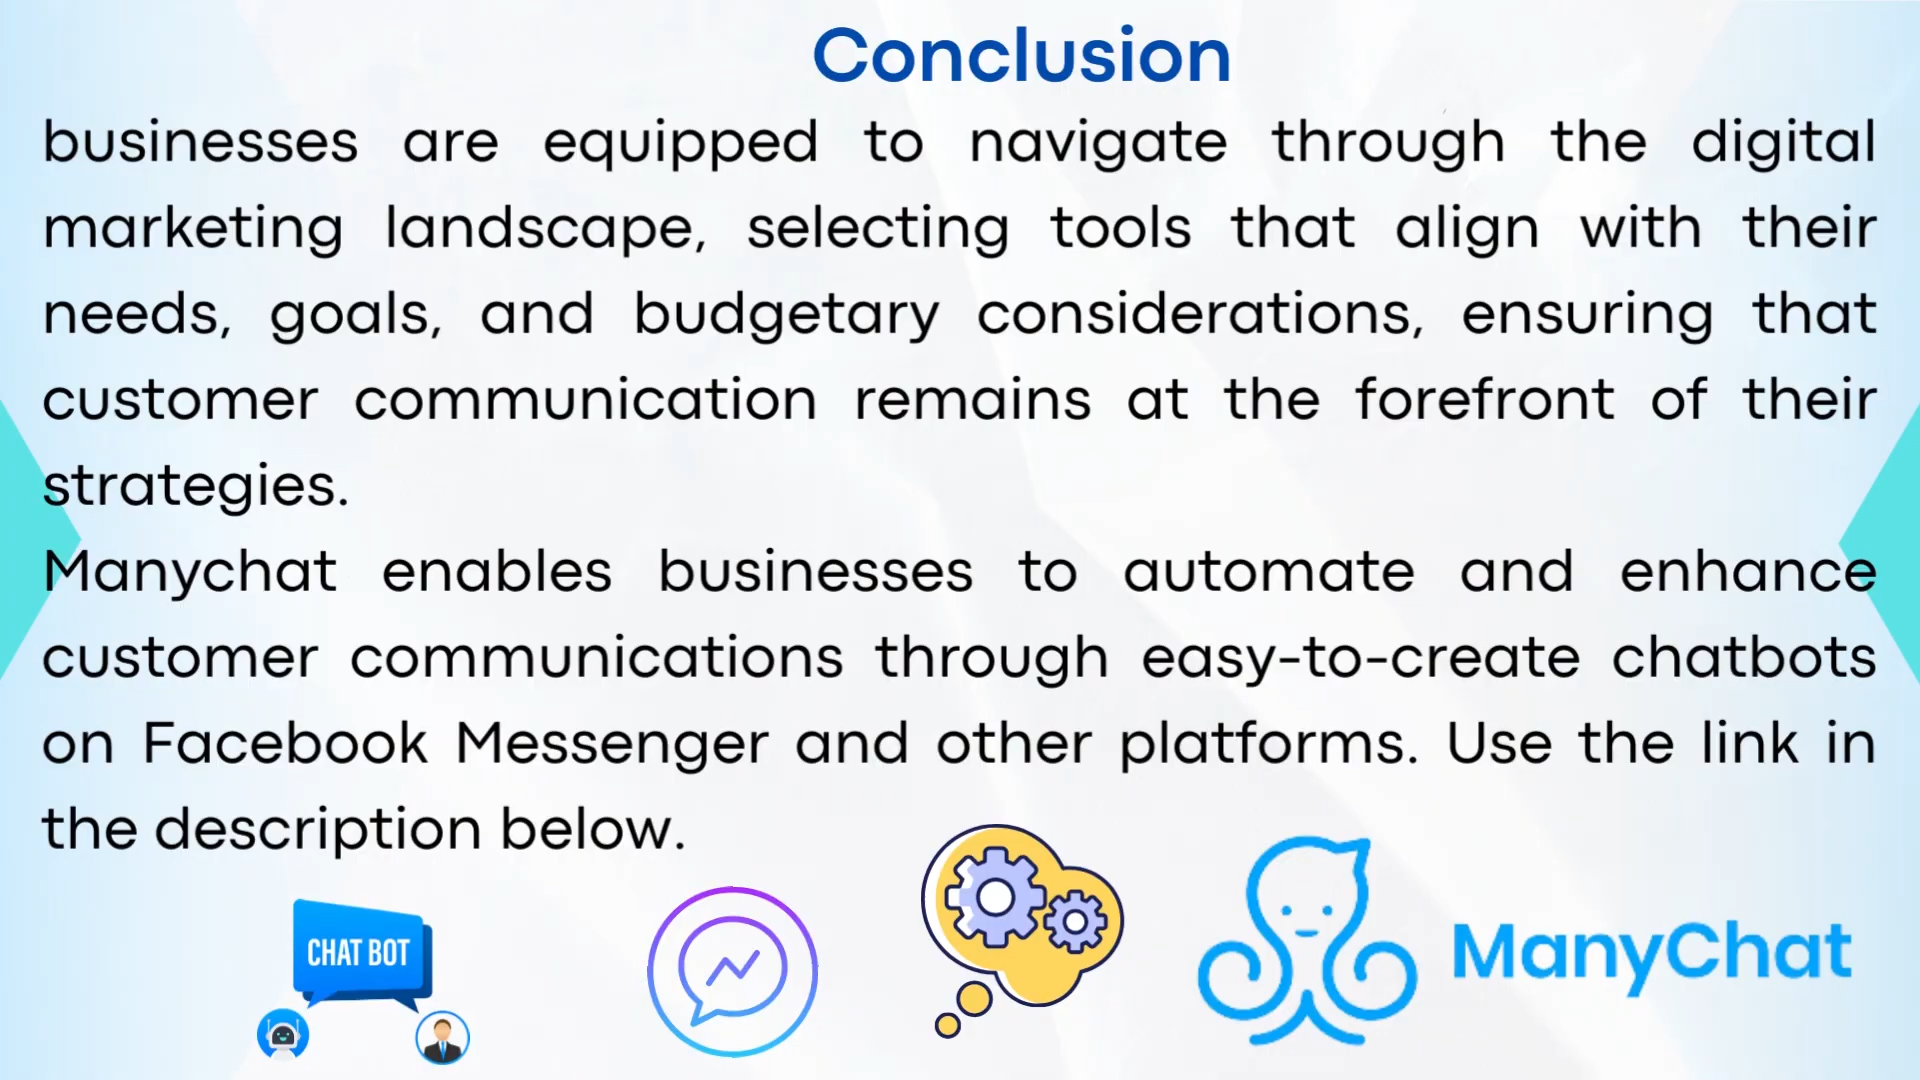 Conclusion
businesses are equipped to navigate through the digital
marketing landscape, selecting tools that align with their
needs, goals, and budgetary considerations, ensuring that
customer communication remains at the forefront of their
strategies.
Manychat enables businesses to automate and enhance
customer communications through easy-to-create chatbots
on Facebook Messenger and other platforms. Use the link in
the description below.
CHAT BOT
ManyChat